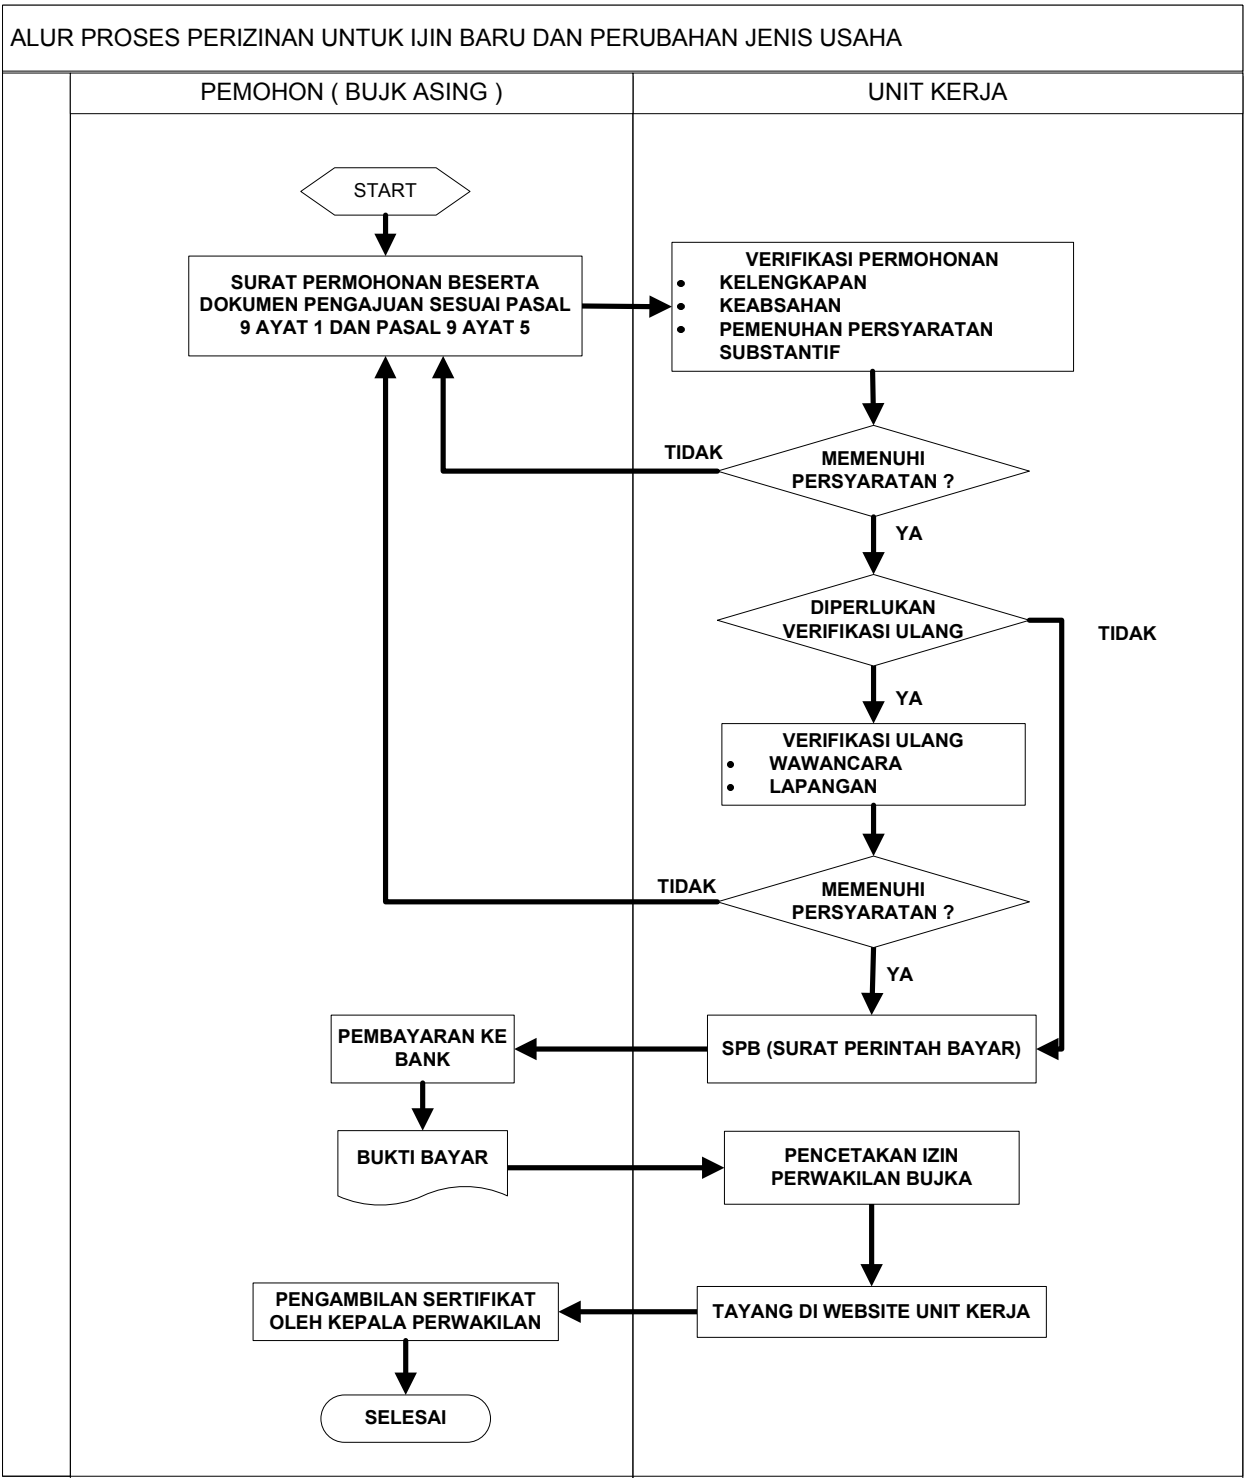 ALUR PROSES PERIZINAN UNTUK IJIN BARU DAN PERUBAHAN JENIS USAHA
PEMOHON ( BUJK ASING )
UNIT KERJA
START
SURAT PERMOHONAN BESERTA
DOKUMEN PENGAJUAN SESUAI PASAL
9 AYAT 1 DAN PASAL 9 AYAT 5
VERIFIKASI PERMOHONAN
• KELENGKAPAN
• KEABSAHAN
• PEMENUHAN PERSYARATAN
SUBSTANTIF
TIDAK
MEMENUHI
PERSYARATAN ?
YA
DIPERLUKAN
VERIFIKASI ULANG
TIDAK
YA
VERIFIKASI ULANG
• WAWANCARA
• LAPANGAN
TIDAK
MEMENUHI
PERSYARATAN ?
YA
PEMBAYARAN KE
BANK
SPB (SURAT PERINTAH BAYAR)
BUKTI BAYAR
PENCETAKAN IZIN
PERWAKILAN BUJKA
PENGAMBILAN SERTIFIKAT
OLEH KEPALA PERWAKILAN
TAYANG DI WEBSITE UNIT KERJA
SELESAI